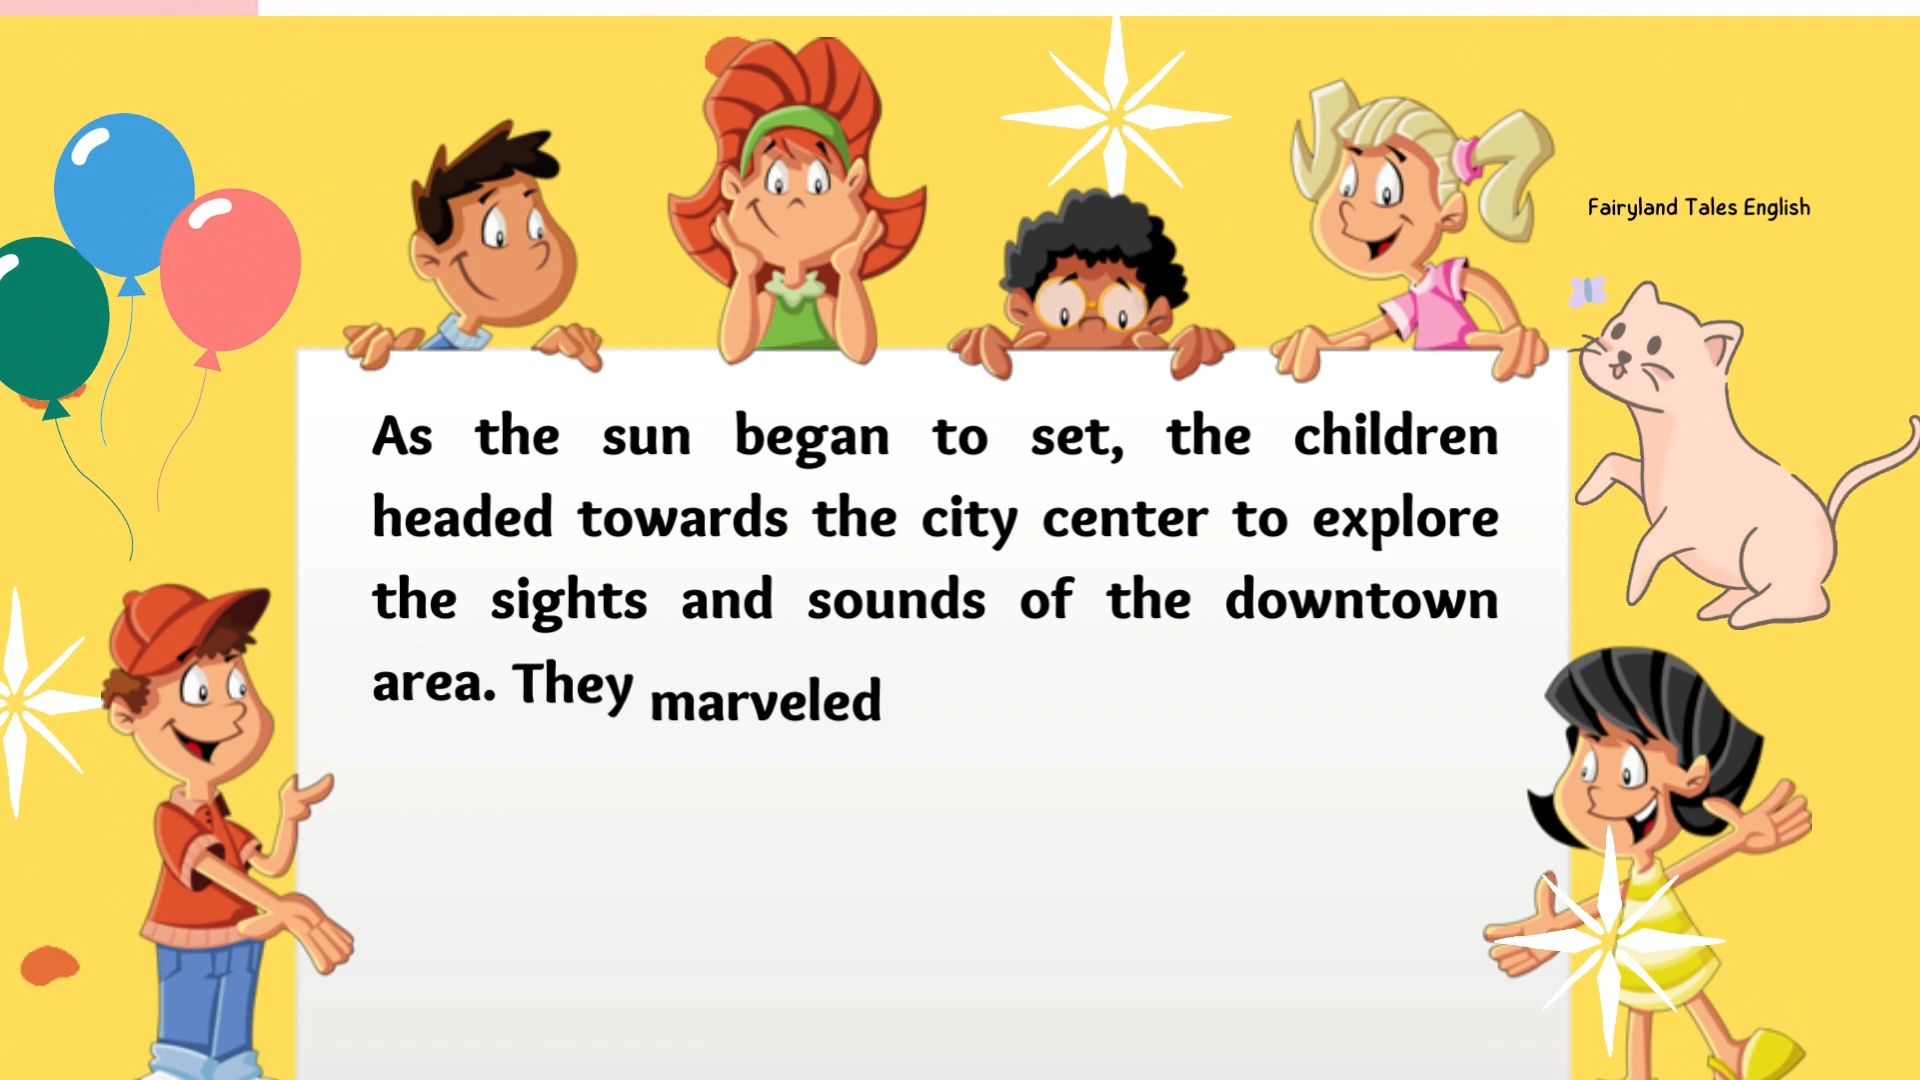 Fairyland Tales English
As the sun began to set, the children
headed towards the city center to explore
the sights and sounds of the downtown
area. They marveled